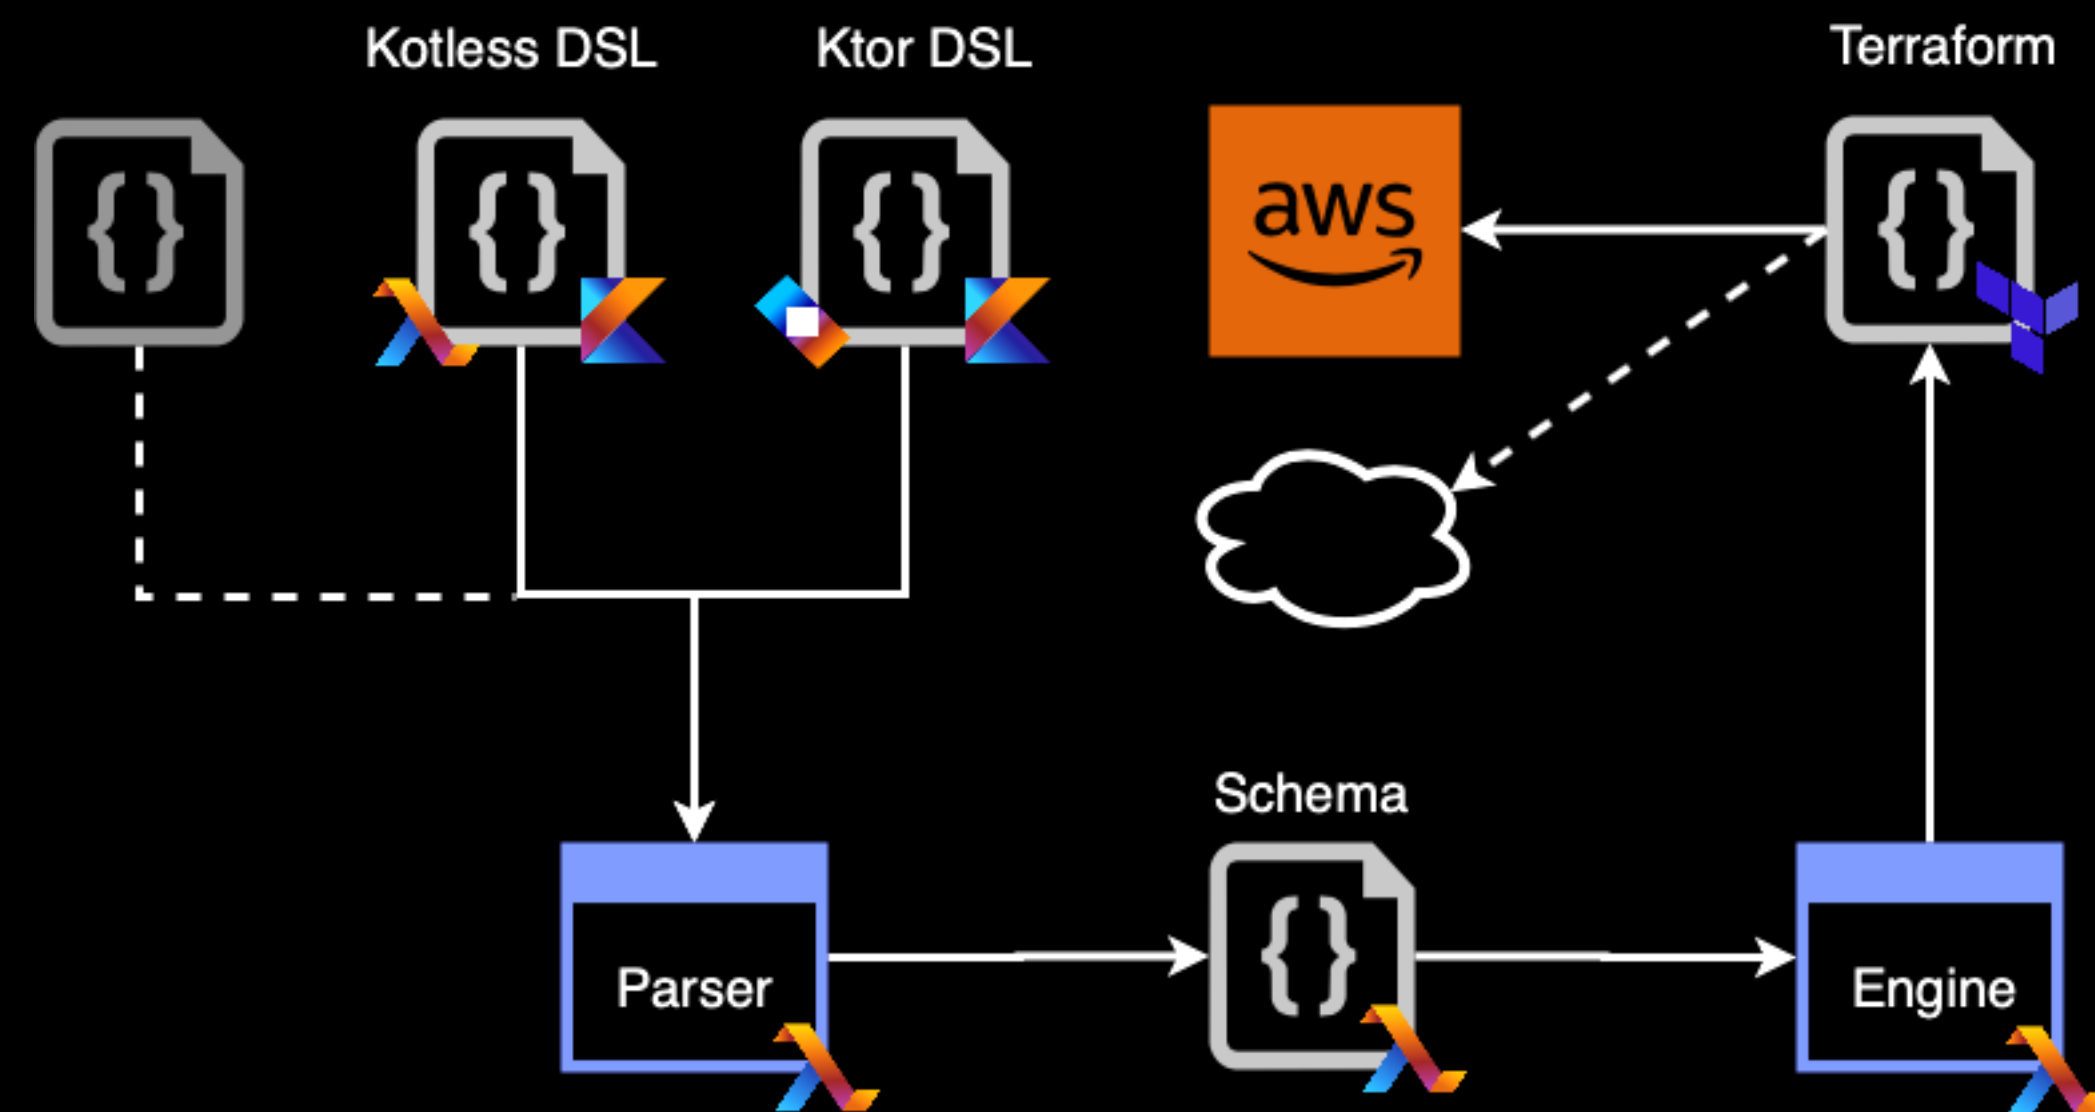 Kotless DSL
Ktor DSL
Terraform
{}
{}
{}
aws
{}
Schema
{}
Parser
Engine